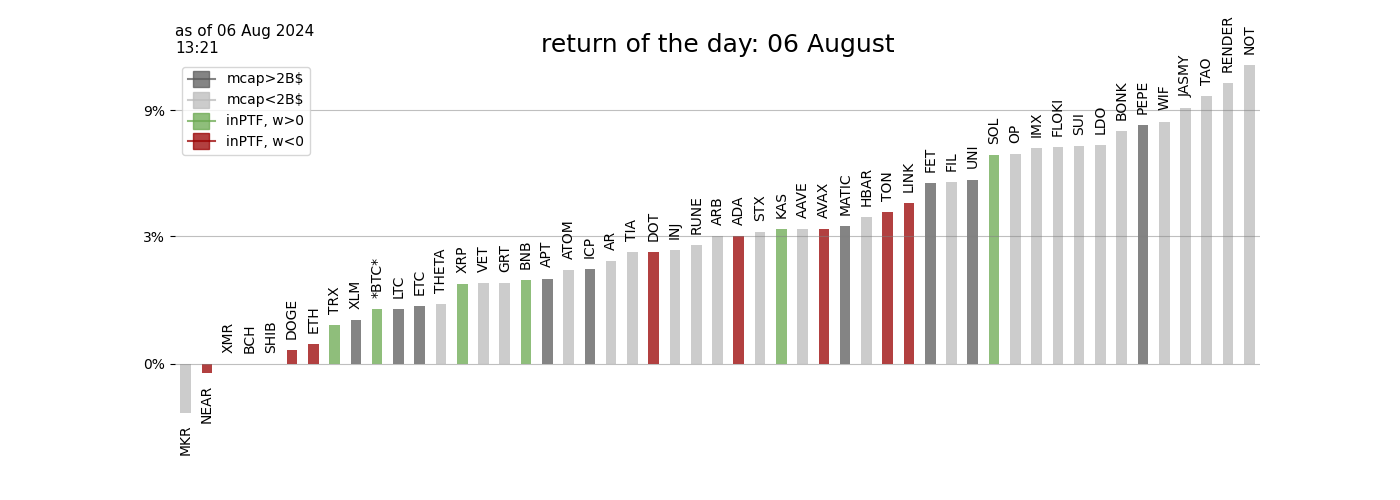 as of 06 Aug 2024
13:21
return of the day: 06 August
mcap>2B$
mcap<2B$
inPTF, w>0
inPTF, w<0
9%
3%
0%
MKR
NEAR
XMR
BCH
SHIB
DOGE
ETH
TRX
XLM
*BTC*
LTC
ETC
THETA
XRP
VET
GRT
BNB
APT
ATOM
ICP
AR
TIA
DOT
INJ
RUNE
ARB
ADA
STX
KAS
AAVE
AVAX
MATIC
HBAR
TON
LINK
FET
FIL
UNI
SOL
OP
IMX
FLOKI
SUI
LDO
BONK
PEPE
WIF
JASMY
TAO
RENDER
NOT